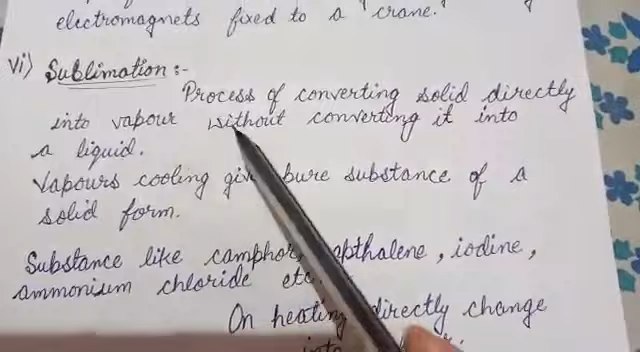 electromagnets fixed to a crane.
vi) Sublimation :-
Process of converting solid directly
into vapour without converting it into
a liquid.
Vapours cooling pure substance of a
solid form.
Substance like camphor, iodine,
ammonium chloride etc.
On heating directly change
into